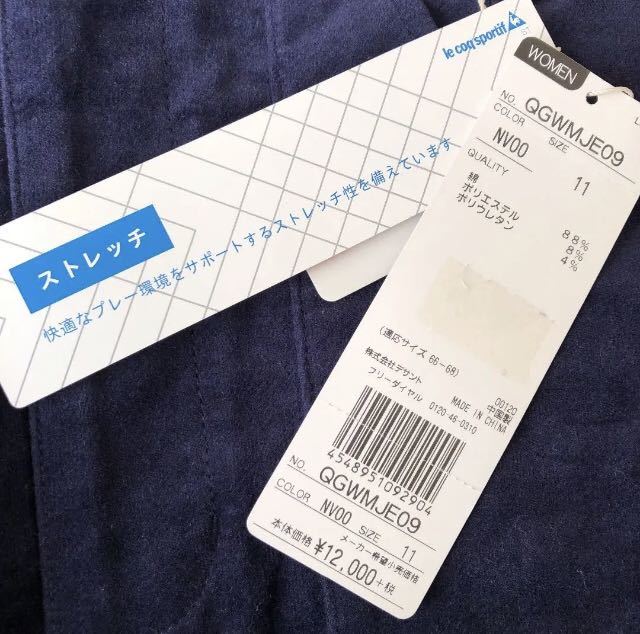 le coq sportif
ストレッチ
快適なプレー環境をサポートするストレッチ性を備えています
WOMEN
NO. QGWMJE09
COLOR SIZE
NV00 11
QUALITY
綿 88%
ポリエステル 8%
ポリウレタン 4%
(適応サイズ 66-68)
株式会社デサント 00120
フリーダイヤル 0120-46-0310
MADE IN CHINA 中国製
4548951092904
NO. QGWMJE09
COLOR NV00 SIZE 11
メーカー希望小売価格
本体価格 ¥12,000+税